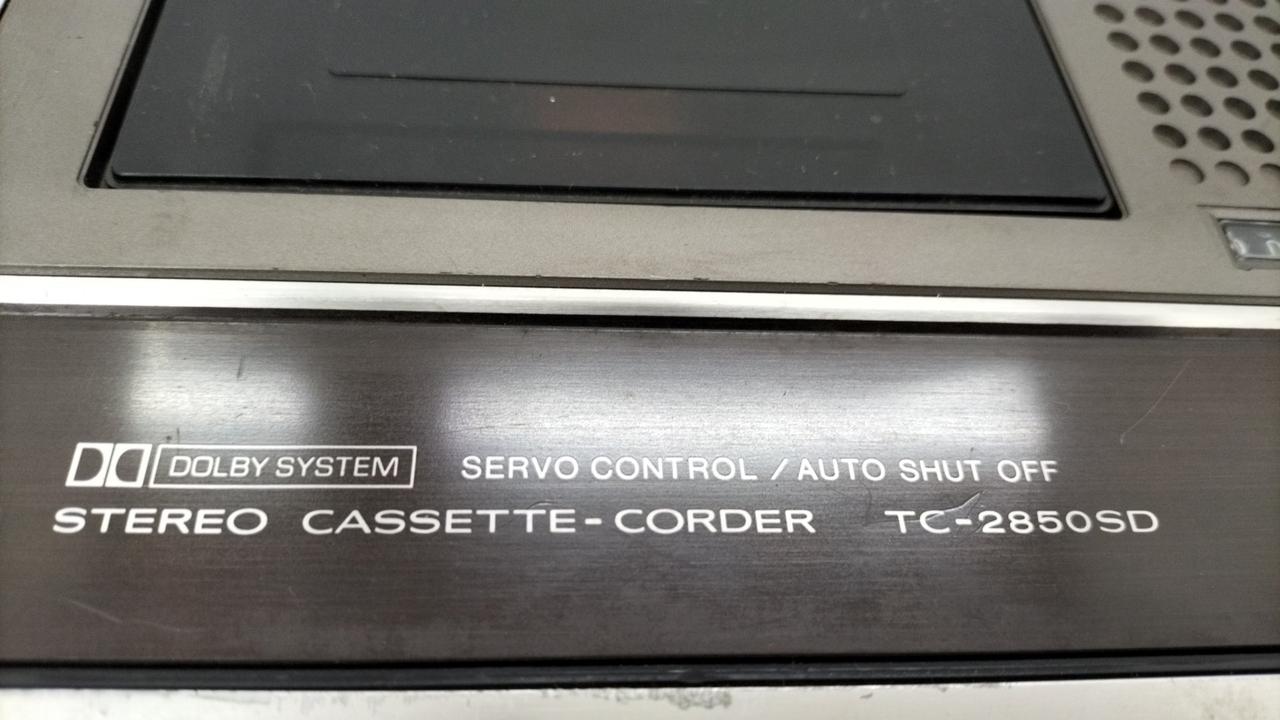 DOLBY SYSTEM SERVO CONTROL / AUTO SHUT OFF
STEREO CASSETTE-CORDER TC-2850SD